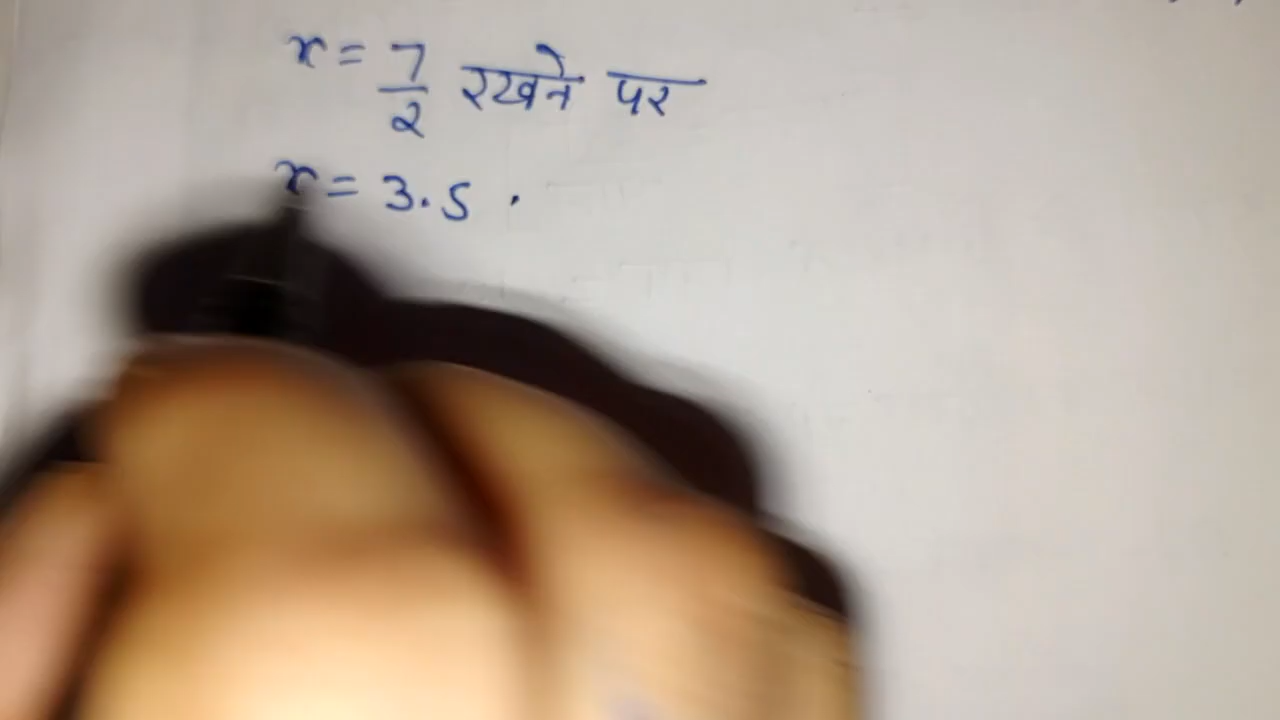 x = 7/2 रखने पर
x = 3.5 .